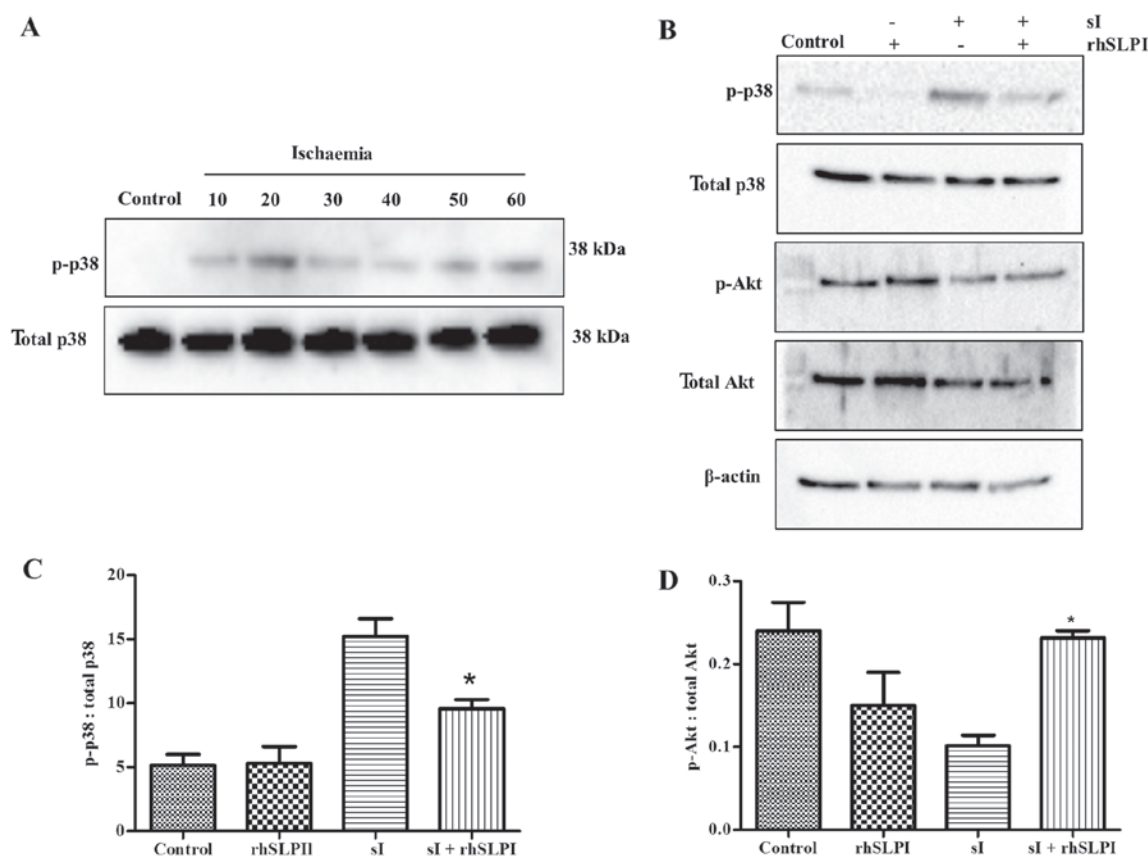 A
Ischaemia
Control 10 20 30 40 50 60
p-p38 38 kDa
Total p38 38 kDa
B
- + + sI
Control + - + rhSLPI
p-p38
Total p38
p-Akt
Total Akt
β-actin
C
p-p38 : total p38
20
15
10
5
0
*
Control rhSLPII sI sI + rhSLPI
D
p-Akt : total Akt
0.3
0.2
0.1
0.0
*
Control rhSLPI sI sI + rhSLPI